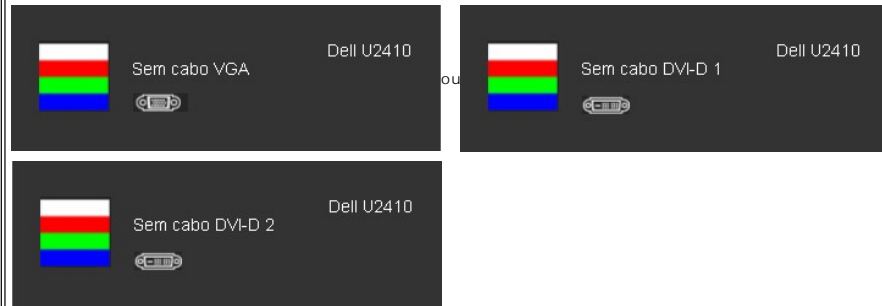 Dell U2410
Sem cabo VGA
ou
Dell U2410
Sem cabo DVI-D 1
Dell U2410
Sem cabo DVI-D 2